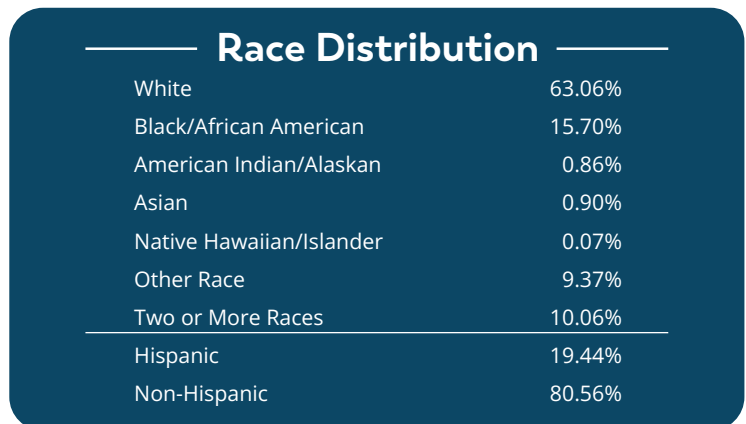 Race Distribution
White 63.06%
Black/African American 15.70%
American Indian/Alaskan 0.86%
Asian 0.90%
Native Hawaiian/Islander 0.07%
Other Race 9.37%
Two or More Races 10.06%
Hispanic 19.44%
Non-Hispanic 80.56%